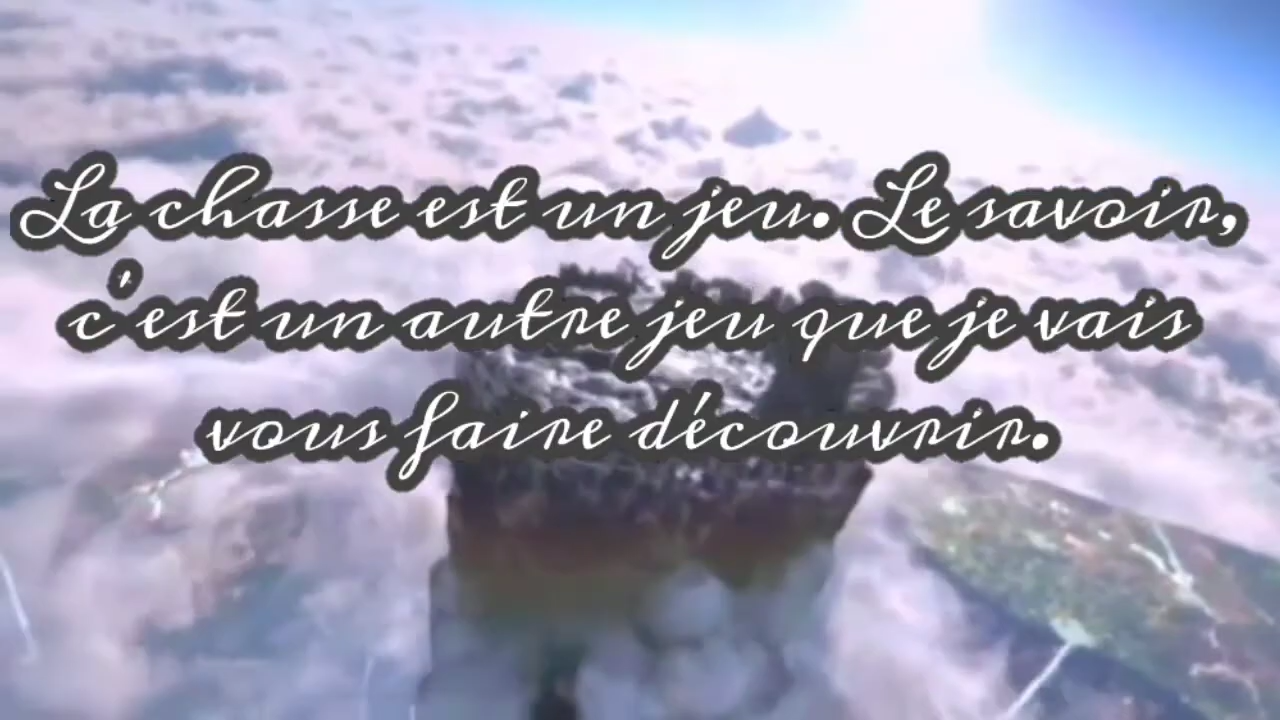 La chasse est un jeu. Le savoir,
c'est un autre jeu que je vais
vous faire découvrir.